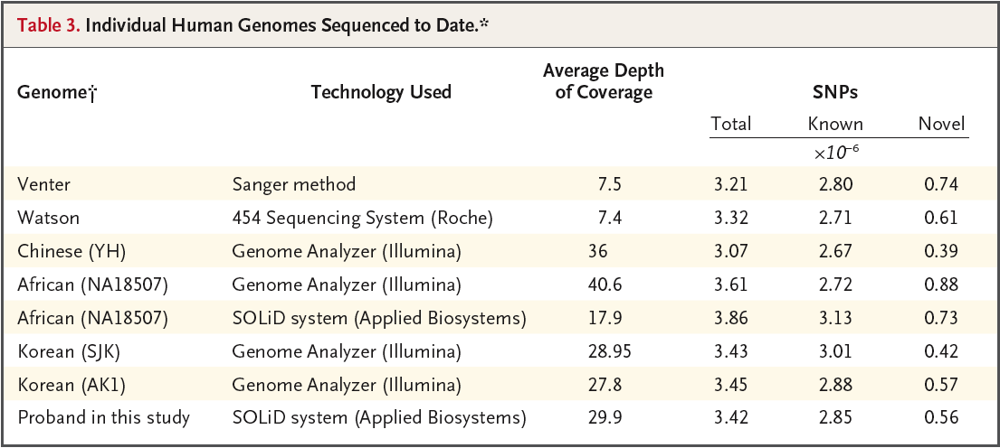 Table 3. Individual Human Genomes Sequenced to Date.*
Genome† Technology Used Average Depth of Coverage SNPs
Total Known Novel
×10–6
Venter Sanger method 7.5 3.21 2.80 0.74
Watson 454 Sequencing System (Roche) 7.4 3.32 2.71 0.61
Chinese (YH) Genome Analyzer (Illumina) 36 3.07 2.67 0.39
African (NA18507) Genome Analyzer (Illumina) 40.6 3.61 2.72 0.88
African (NA18507) SOLiD system (Applied Biosystems) 17.9 3.86 3.13 0.73
Korean (SJK) Genome Analyzer (Illumina) 28.95 3.43 3.01 0.42
Korean (AK1) Genome Analyzer (Illumina) 27.8 3.45 2.88 0.57
Proband in this study SOLiD system (Applied Biosystems) 29.9 3.42 2.85 0.56